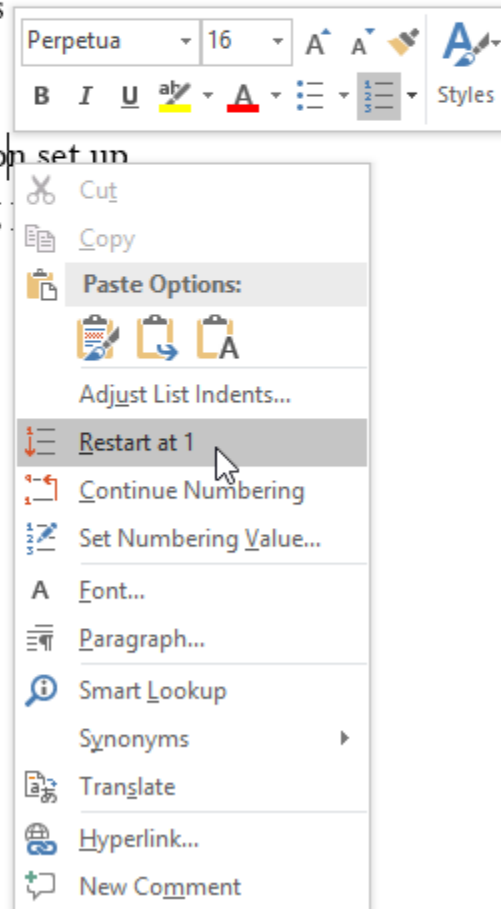 Perpetua 16 A A
B I U aby A Styles
on set up
Cut
Copy
Paste Options:
A
Adjust List Indents...
Restart at 1
Continue Numbering
Set Numbering Value...
A Font...
Paragraph...
Smart Lookup
Synonyms
Translate
Hyperlink...
New Comment